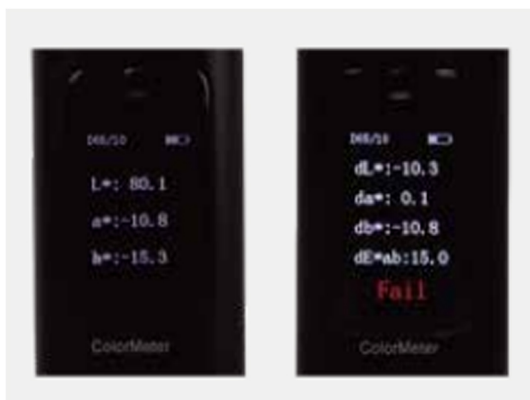 D65/10
L*: 80.1
a*:-10.8
b*:-15.3
ColorMeter
D65/10
dL*:-10.3
da*: 0.1
db*:-10.8
dE*ab:15.0
Fail
ColorMeter